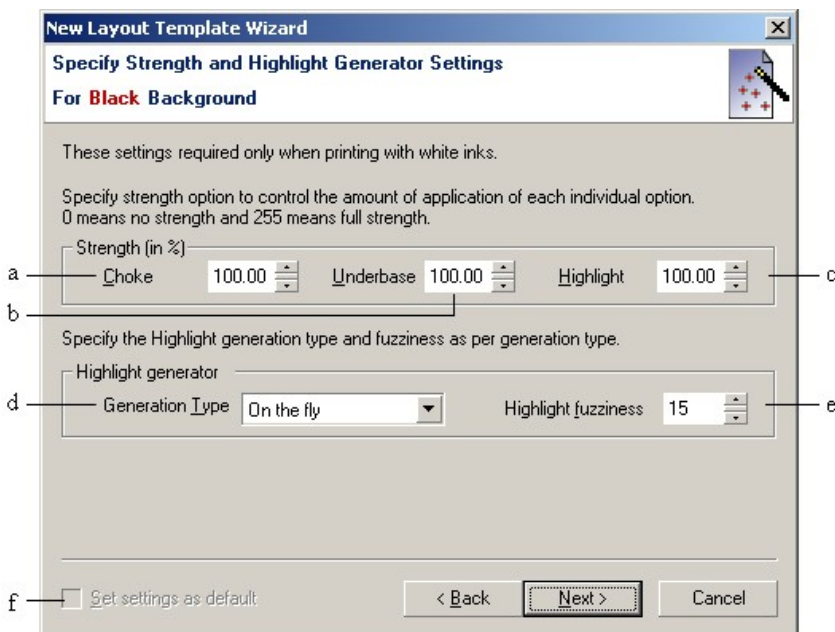 New Layout Template Wizard
Specify Strength and Highlight Generator Settings
For Black Background
These settings required only when printing with white inks.
Specify strength option to control the amount of application of each individual option.
0 means no strength and 255 means full strength.
Strength (in %)
a Choke 100.00 Underbase 100.00 Highlight 100.00 c
b
Specify the Highlight generation type and fuzziness as per generation type.
Highlight generator
d Generation Type On the fly Highlight fuzziness 15 e
f Set settings as default < Back Next > Cancel